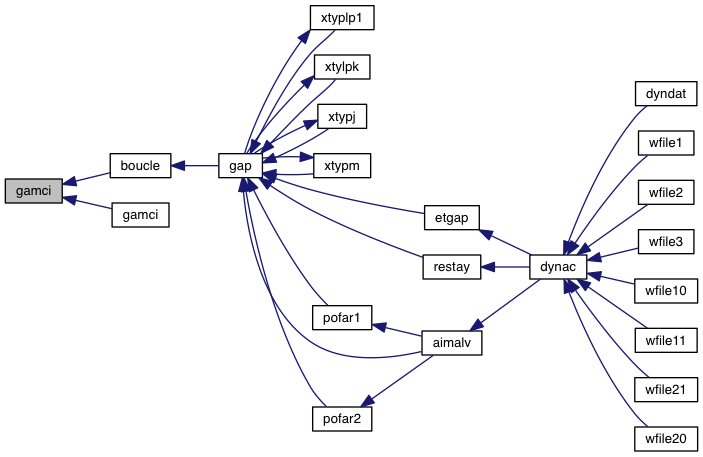 xtyplp1
xtylpk
dyndat
xtypj
wfile1
boucle
gap
xtypm
gamci
wfile2
gamci
etgap
wfile3
restay
dynac
wfile10
pofar1
aimalv
wfile11
wfile21
pofar2
wfile20